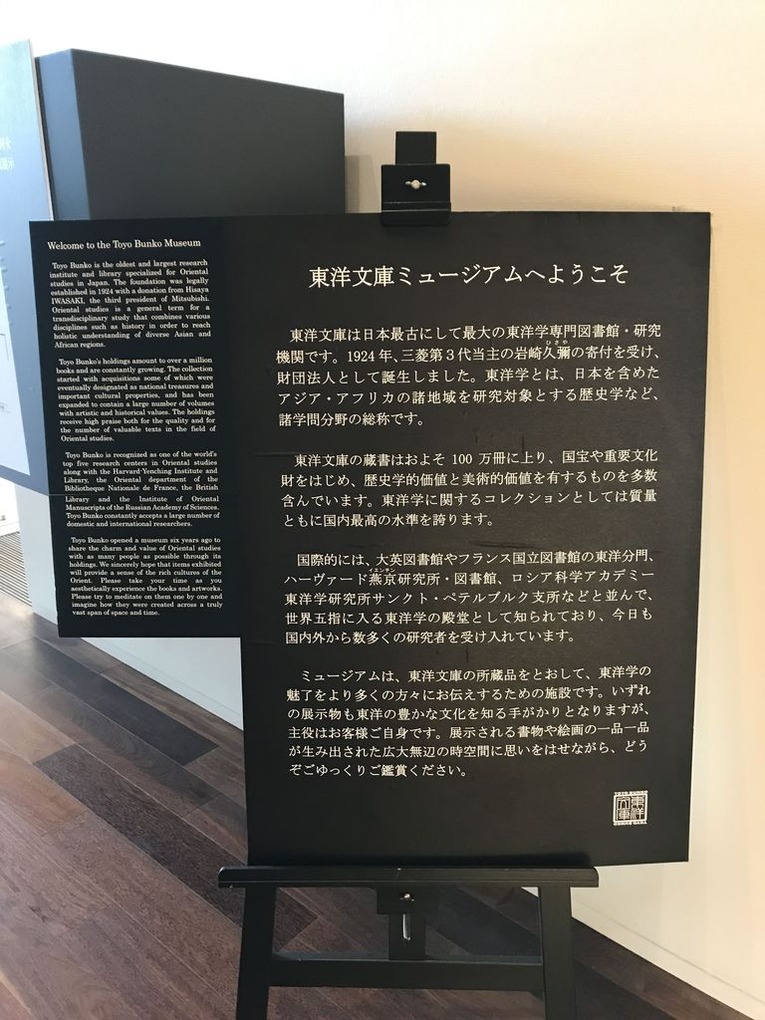 Welcome to the Toyo Bunko Museum
Toyo Bunko is the oldest and largest research
institute and library specialized for Oriental
studies in Japan. The foundation was legally
established in 1924 with a donation from Hisaya
IWASAKI, the third president of Mitsubishi.
Oriental studies is a general term for a
transdisciplinary study that combines various
disciplines such as history in order to reach
holistic understanding of diverse Asian and
African regions.
Toyo Bunko's holdings amount to over a million
books and are constantly growing. The collection
started with acquisitions some of which were
eventually designated as national treasures and
important cultural properties, and has been
expanded to contain a large number of volumes
with artistic and historical values. The holdings
receive high praise both for the quality and for
the number of valuable texts in the field of
Oriental studies.
Toyo Bunko is recognized as one of the world's
top five research centers in Oriental studies
along with the Harvard-Yenching Institute and
Library, the Oriental department of the
Bibliotheque Nationale de France, the British
Library and the Institute of Oriental
Manuscripts of the Russian Academy of Sciences.
Toyo Bunko constantly accepts a large number of
domestic and international researchers.
Toyo Bunko opened a museum six years ago to
share the charm and value of Oriental studies
with as many people as possible through its
holdings. We sincerely hope that items exhibited
will provide a sense of the rich cultures of the
Orient. Please take your time as you
aesthetically experience the books and artworks.
Please try to meditate on them one by one and
imagine how they were created across a truly
vast span of space and time.
東洋文庫ミュージアムへようこそ
東洋文庫は日本最古にして最大の東洋学専門図書館・研究
ひさや
機関です。1924年、三菱第3代当主の岩崎久彌の寄付を受け、
財団法人として誕生しました。東洋学とは、日本を含めた
アジア・アフリカの諸地域を研究対象とする歴史学など、
諸学問分野の総称です。
東洋文庫の蔵書はおよそ 100 万冊に上り、国宝や重要文化
財をはじめ、歴史学的価値と美術的価値を有するものを多数
含んでいます。東洋学に関するコレクションとしては質量
ともに国内最高の水準を誇ります。
国際的には、大英図書館やフランス国立図書館の東洋分門、
イエンチン
ハーヴァード燕京研究所・図書館、ロシア科学アカデミー
東洋学研究所サンクト・ペテルブルク支所などと並んで、
世界五指に入る東洋学の殿堂として知られており、今日も
国内外から数多くの研究者を受け入れています。
ミュージアムは、東洋文庫の所蔵品をとおして、東洋学の
魅了をより多くの方々にお伝えするための施設です。いずれ
の展示物も東洋の豊かな文化を知る手がかりとなりますが、
主役はお客様ご自身です。展示される書物や絵画の一品一品
が生み出された広大無辺の時空間に思いをはせながら、どう
ぞごゆっくりご鑑賞ください。
東洋
文庫